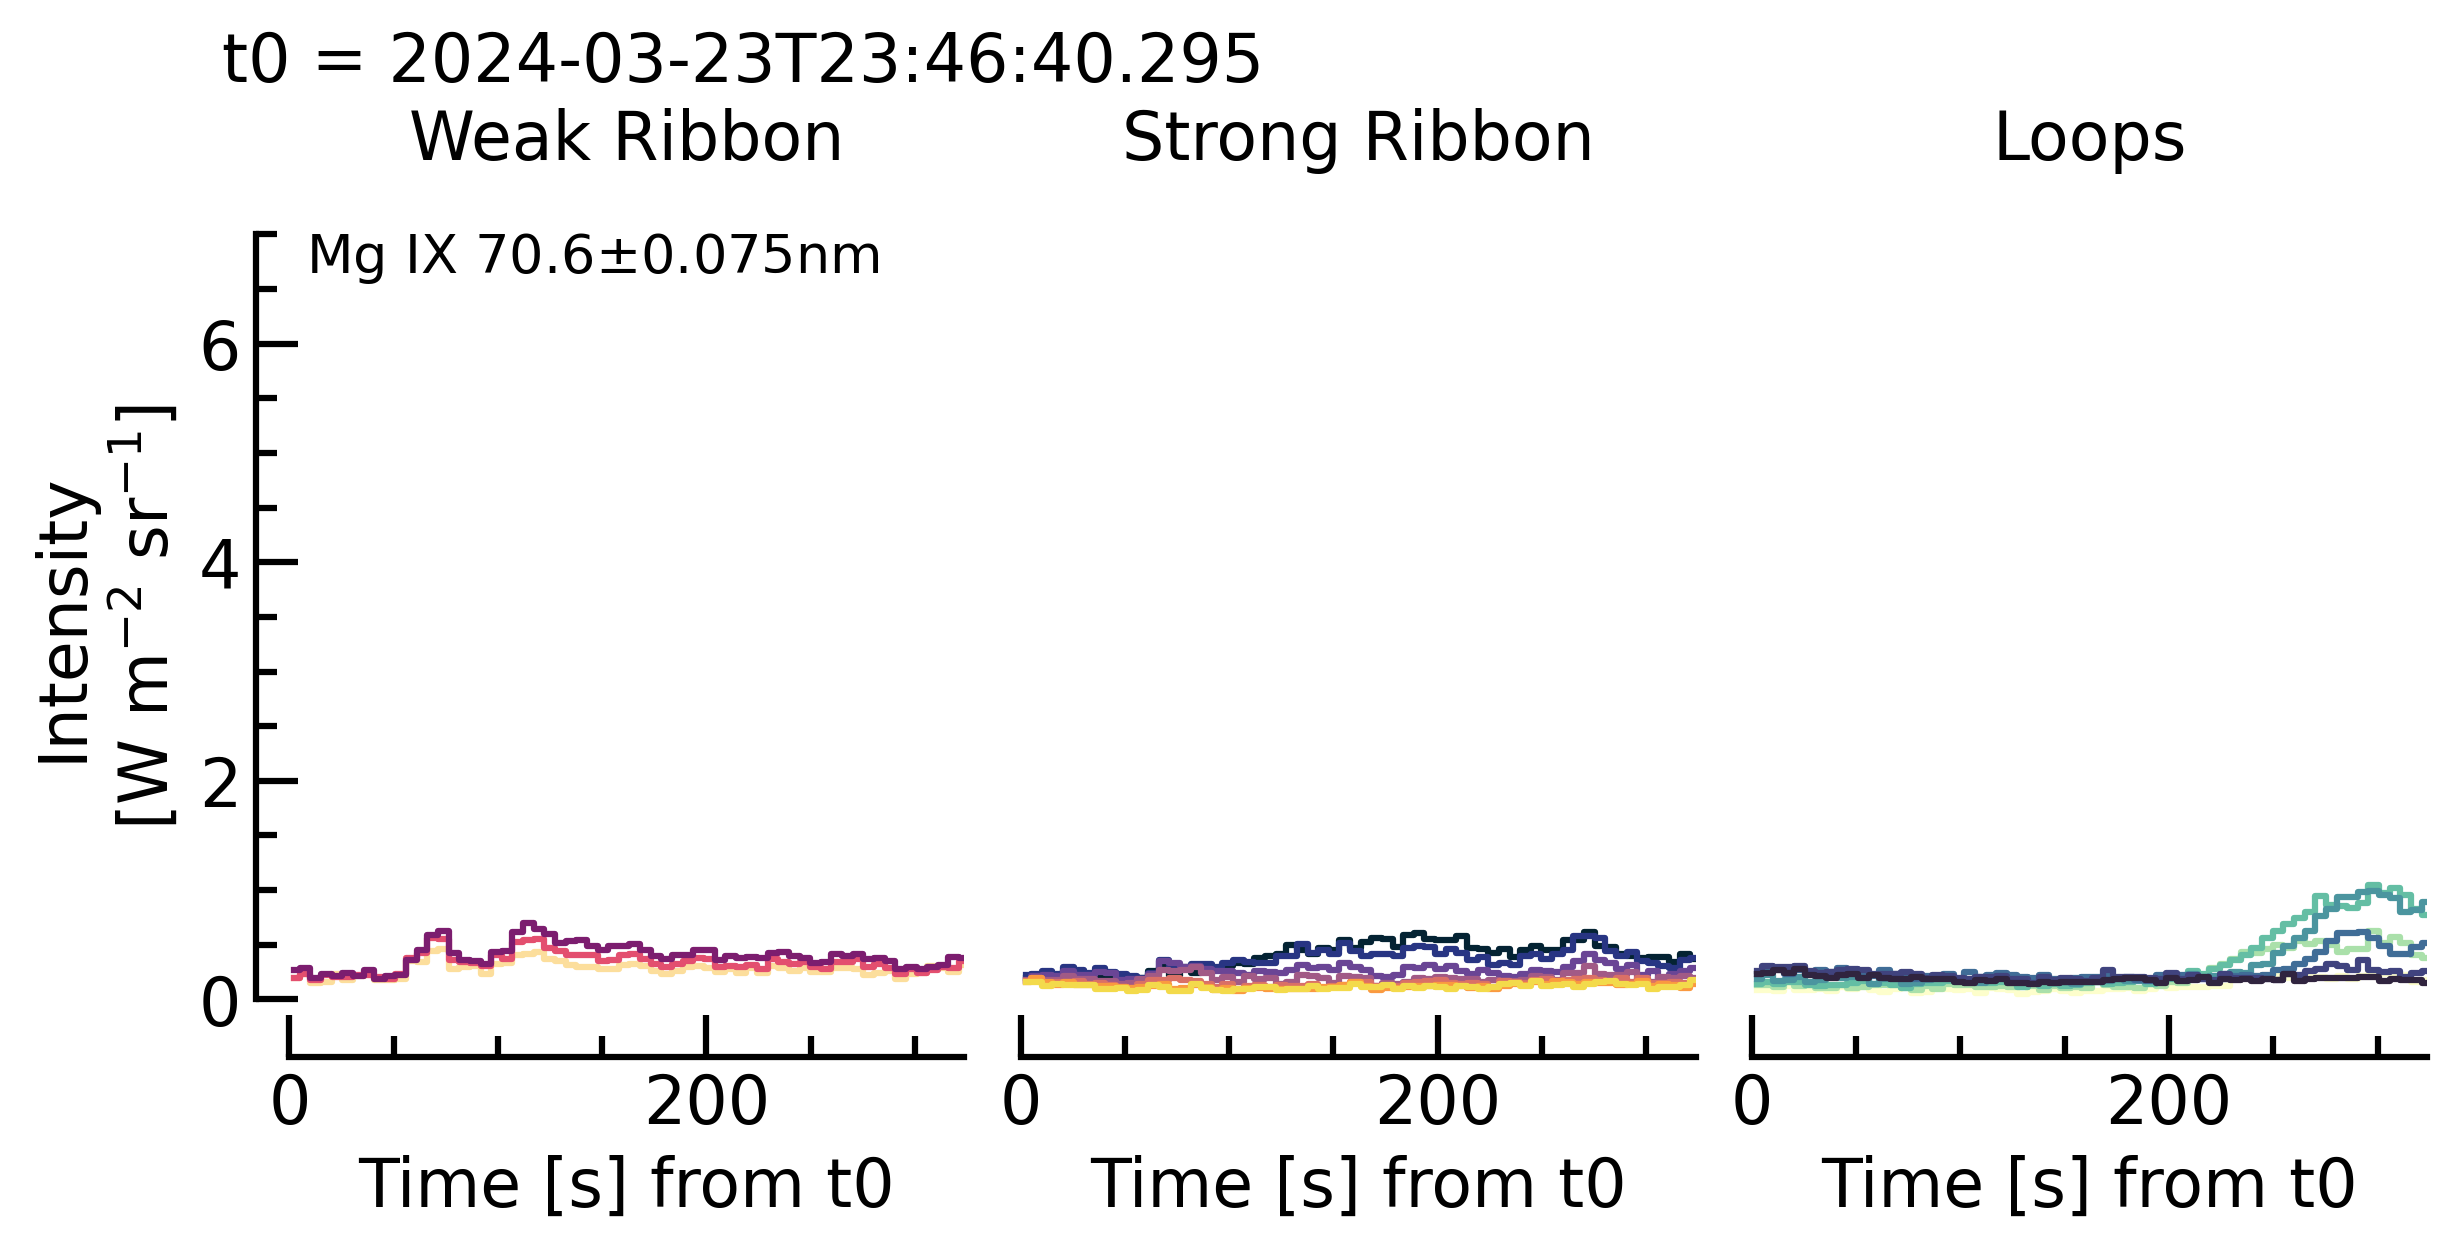 t0 = 2024-03-23T23:46:40.295
Weak Ribbon
Strong Ribbon
Loops
Mg IX 70.6±0.075nm
Intensity
[W m⁻² sr⁻¹]
6
4
2
0
0 200
0 200
0 200
Time [s] from t0
Time [s] from t0
Time [s] from t0